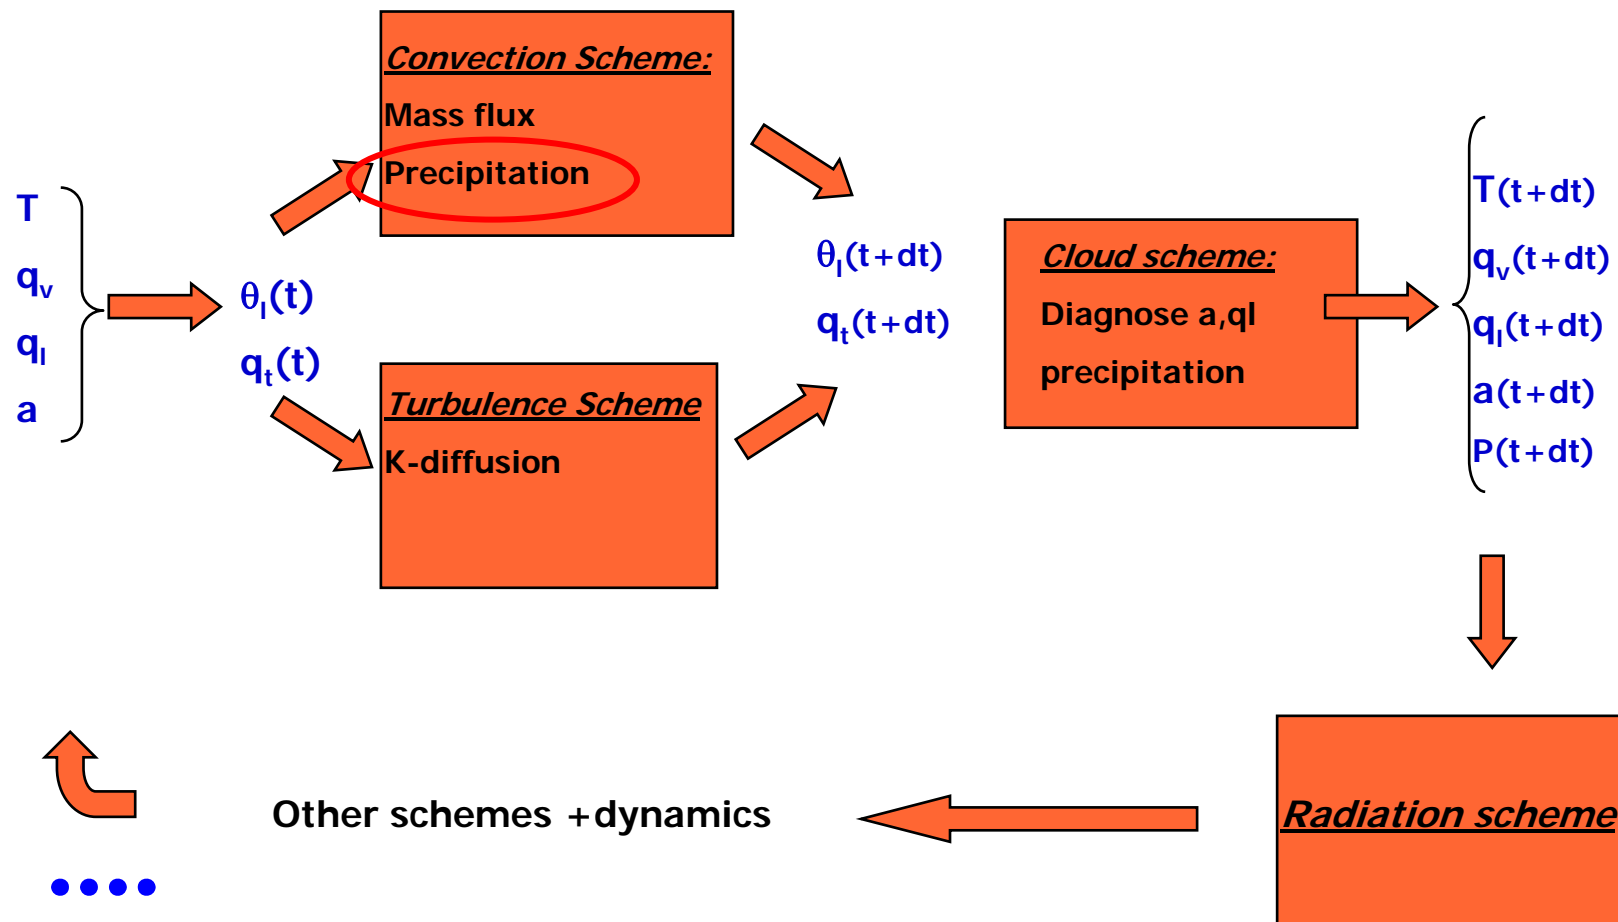 T
qv
ql
a
θl(t)
qt(t)
Convection Scheme:
Mass flux
Precipitation
Turbulence Scheme
K-diffusion
θl(t+dt)
qt(t+dt)
Cloud scheme:
Diagnose a,ql
precipitation
T(t+dt)
qv(t+dt)
ql(t+dt)
a(t+dt)
P(t+dt)
Radiation scheme
Other schemes +dynamics